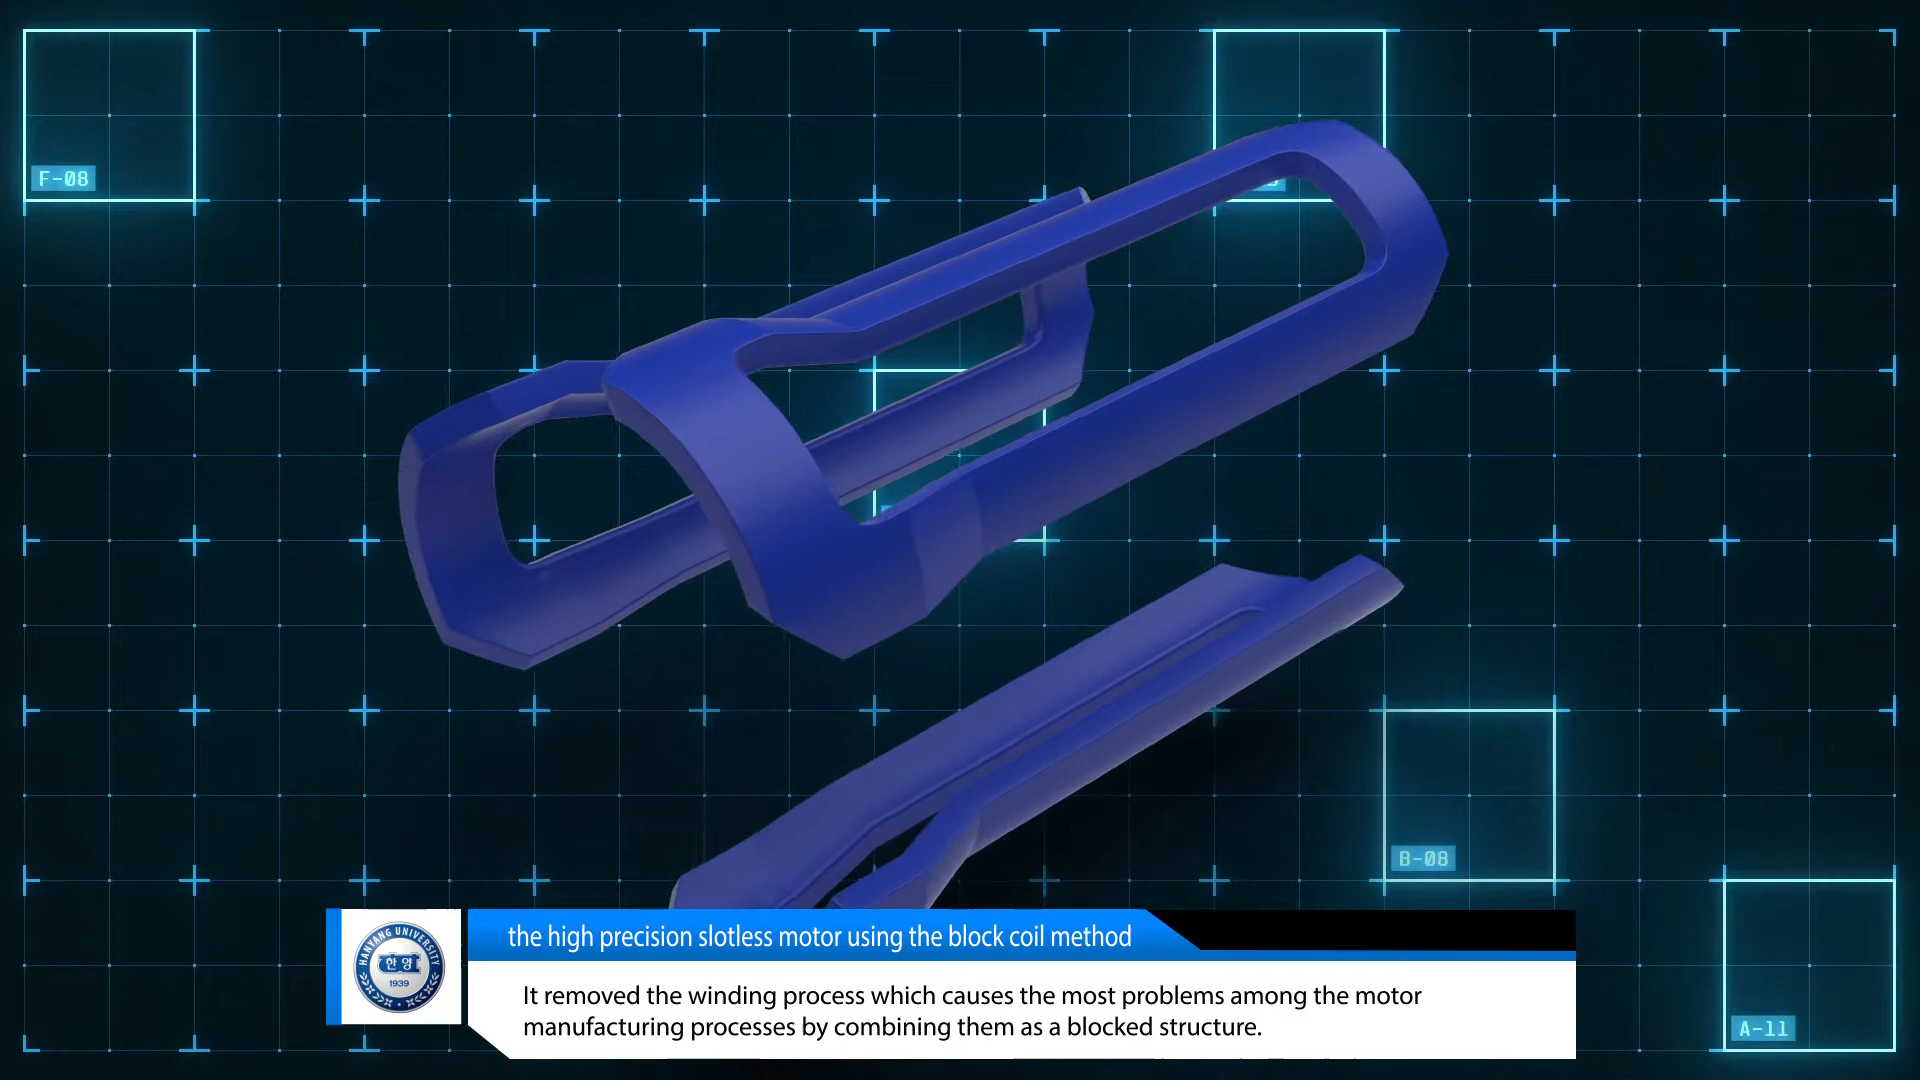 F-08
HANYANG UNIVERSITY
한양
1939
the high precision slotless motor using the block coil method
It removed the winding process which causes the most problems among the motor
manufacturing processes by combining them as a blocked structure.
B-08
A-11